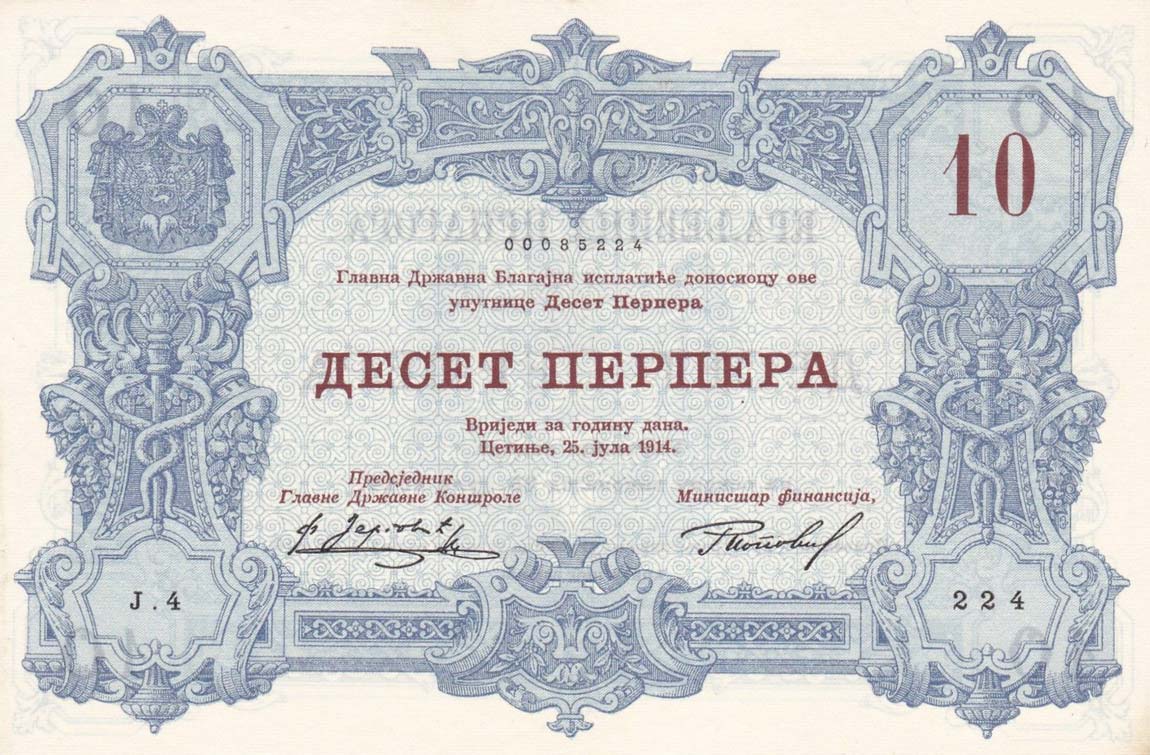 10
00085224
Главна Државна Благајна исплатиће доносиоцу ове
упутнице Десет Перпера
ДЕСЕТ ПЕРПЕРА
Вриједи за годину дана.
Цетиње, 25. јула 1914.
Предсједник
Главне Државне Контроле
Министар финансија,
J.4
224